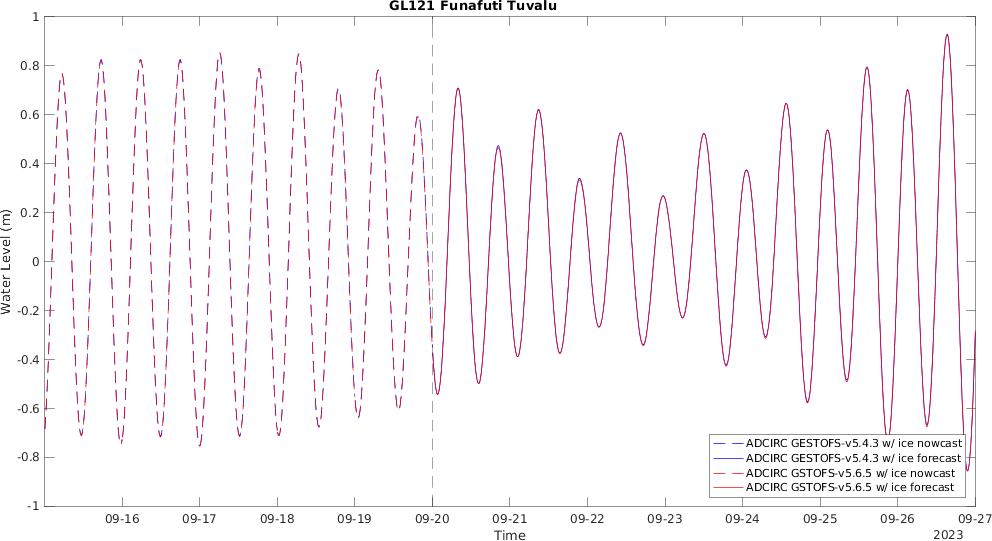 GL121 Funafuti Tuvalu
1
0.8
0.6
0.4
0.2
0
-0.2
-0.4
-0.6
-0.8
-1
Water Level (m)
ADCIRC GESTOFS-v5.4.3 w/ ice nowcast
ADCIRC GESTOFS-v5.4.3 w/ ice forecast
ADCIRC GSTOFS-v5.6.5 w/ ice nowcast
ADCIRC GSTOFS-v5.6.5 w/ ice forecast
09-16 09-17 09-18 09-19 09-20 09-21 09-22 09-23 09-24 09-25 09-26 09-27
Time
2023